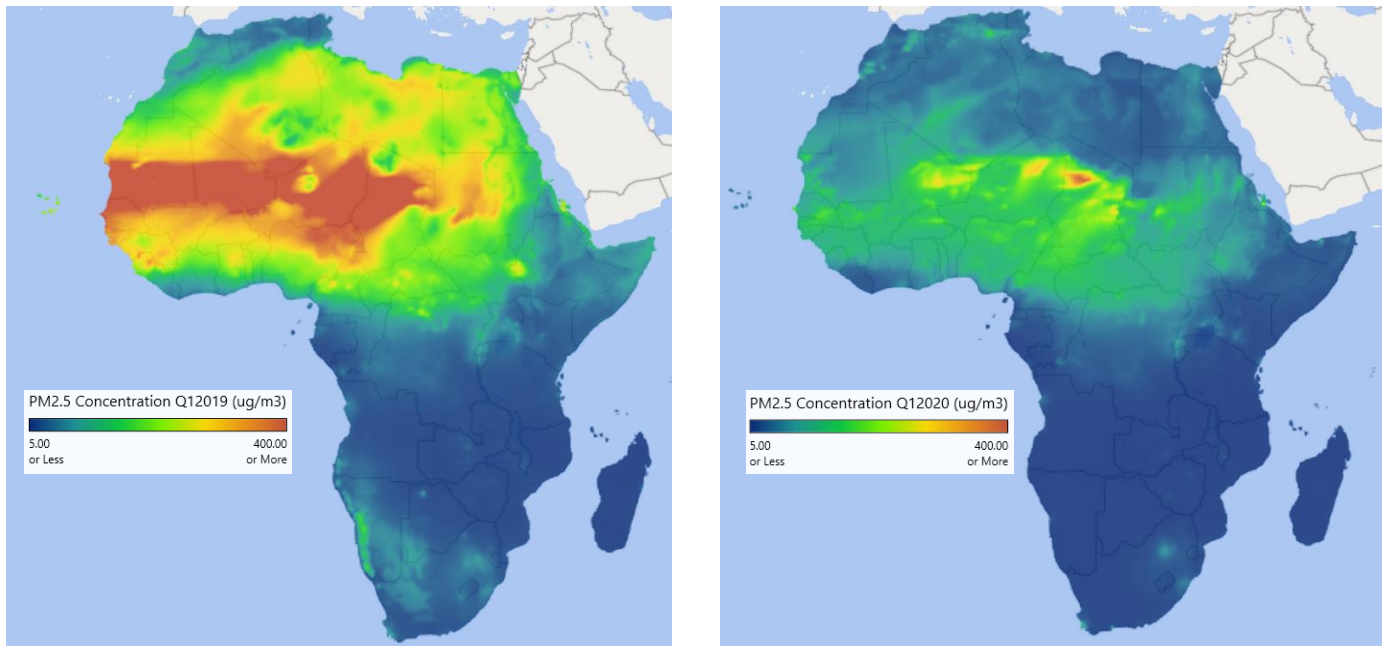 PM2.5 Concentration Q12019 (ug/m3)
5.00 400.00
or Less or More
PM2.5 Concentration Q12020 (ug/m3)
5.00 400.00
or Less or More